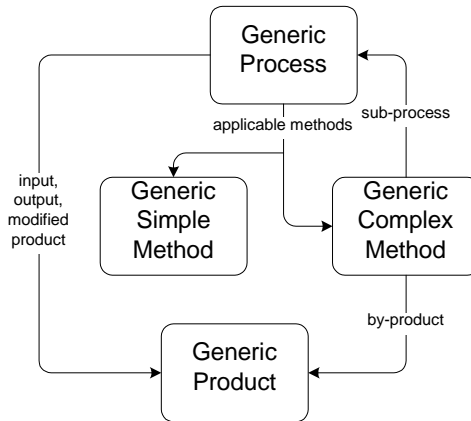 Generic
Process
applicable methods
sub-process
input,
output,
modified
product
Generic
Simple
Method
Generic
Complex
Method
by-product
Generic
Product